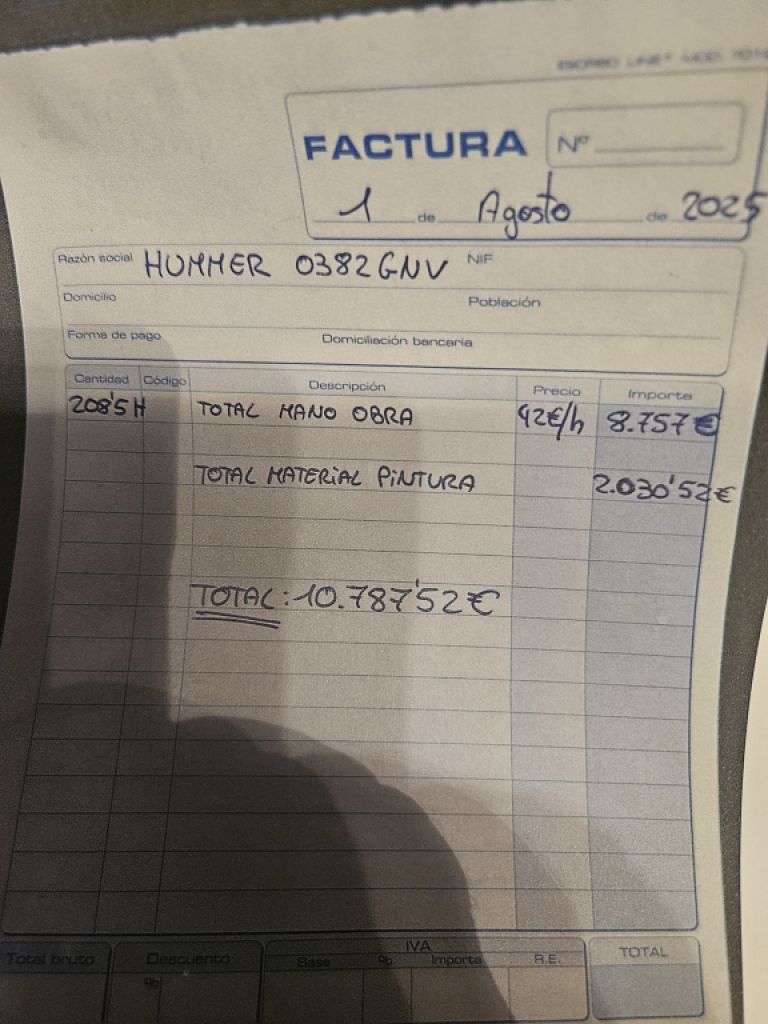 FACTURA Nº
1 de Agosto de 2025
Razón social HUMMER 0382GNV NIF
Domicilio Población
Forma de pago Domiciliación bancaria
Cantidad Código Descripción Precio Importe
208'5 H TOTAL MANO OBRA 42€/h 8.757€
TOTAL MATERIAL PINTURA 2.030'52€
TOTAL: 10.787'52€
IVA
Total bruto Descuento Base % Importe R.E. TOTAL
%